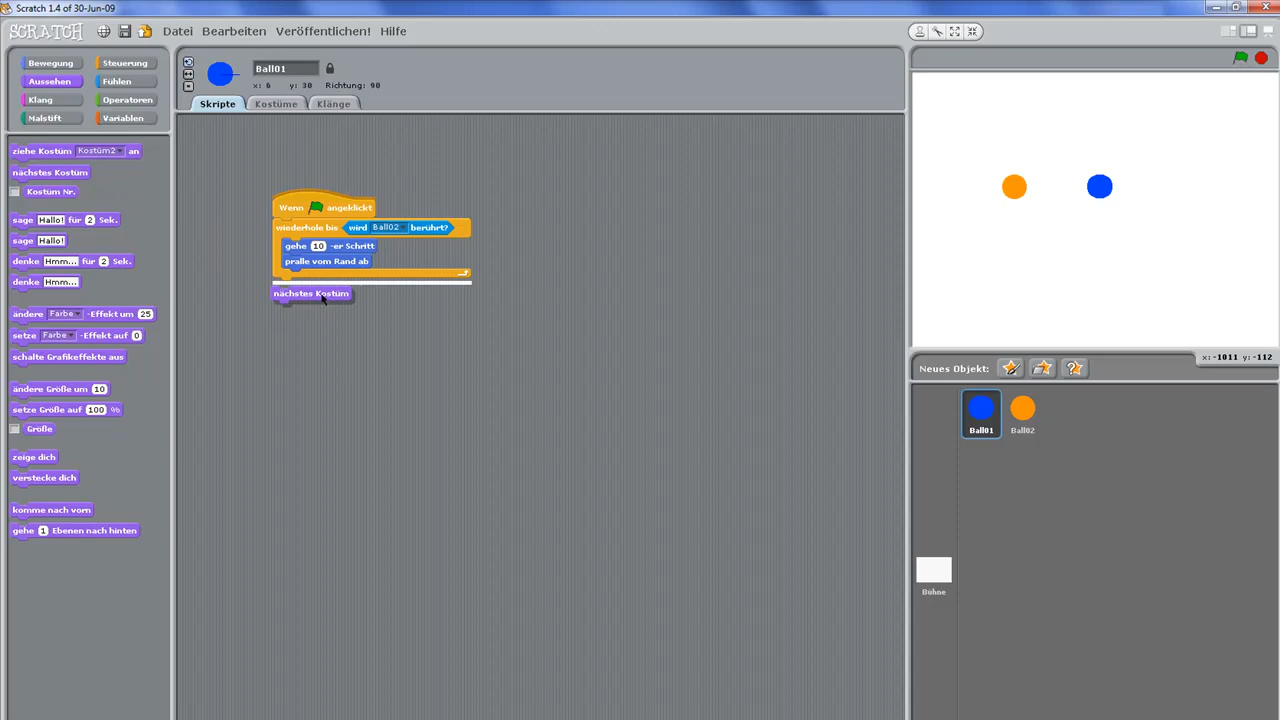 Scratch 1.4 of 30-Jun-09
SCRATCH Datei Bearbeiten Veröffentlichen! Hilfe
Bewegung Steuerung
Aussehen Fühlen
Klang Operatoren
Malstift Variablen
ziehe Kostüm Kostüm2 an
nächstes Kostüm
Kostüm Nr.
sage Hallo! für 2 Sek.
sage Hallo!
denke Hmm... für 2 Sek.
denke Hmm...
ändere Farbe -Effekt um 25
setze Farbe -Effekt auf 0
schalte Grafikeffekte aus
ändere Größe um 10
setze Größe auf 100 %
Größe
zeige dich
verstecke dich
komme nach vorn
gehe 1 Ebenen nach hinten
Ball01
x: 6 y: 30 Richtung: 90
Skripte Kostüme Klänge
Wenn angeklickt
wiederhole bis wird Ball02 berührt?
gehe 10 -er Schritt
pralle vom Rand ab
nächstes Kostüm
x: -1011 y: -112
Neues Objekt:
Ball01 Ball02
Bühne